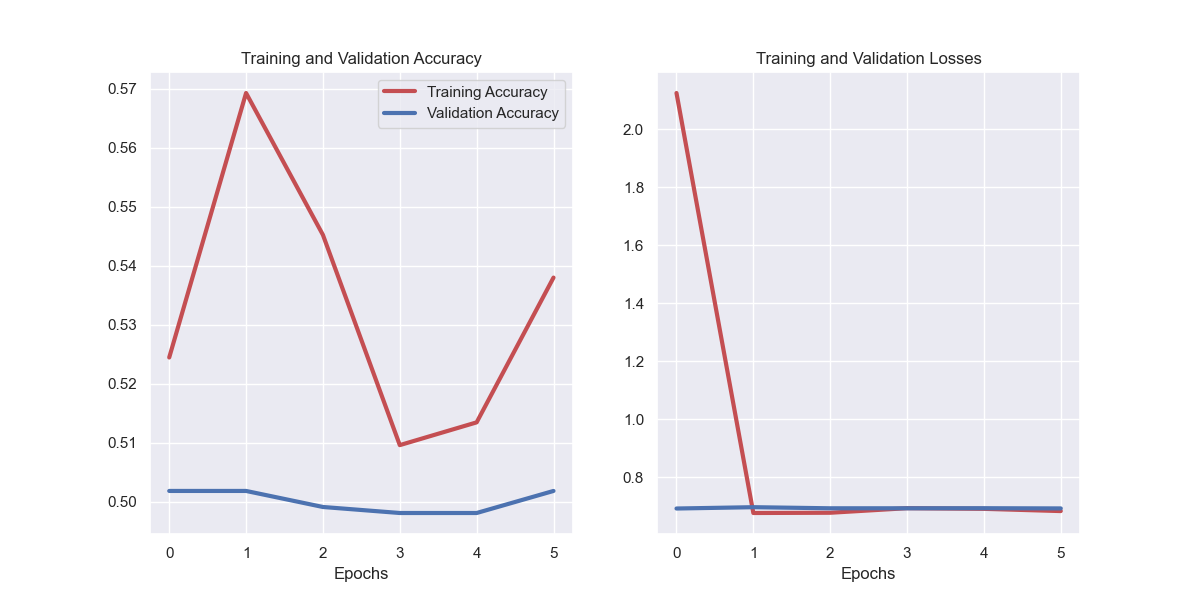 Training and Validation Accuracy
Training Accuracy
Validation Accuracy
0.57
0.56
0.55
0.54
0.53
0.52
0.51
0.50
0 1 2 3 4 5
Epochs
Training and Validation Losses
2.0
1.8
1.6
1.4
1.2
1.0
0.8
0 1 2 3 4 5
Epochs